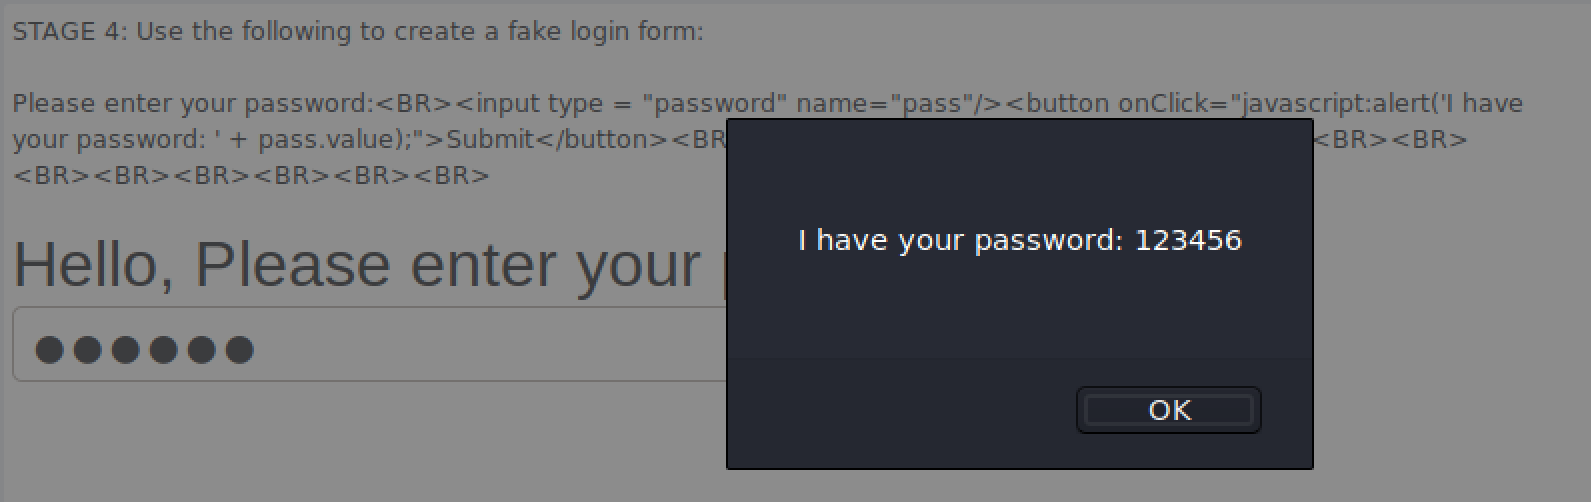 STAGE 4: Use the following to create a fake login form:
Please enter your password:<BR><input type = "password" name="pass"/><button onClick="javascript:alert('I have
your password: ' + pass.value);">Submit</button><BR <BR><BR>
<BR><BR><BR><BR><BR><BR>
Hello, Please enter your
I have your password: 123456
OK